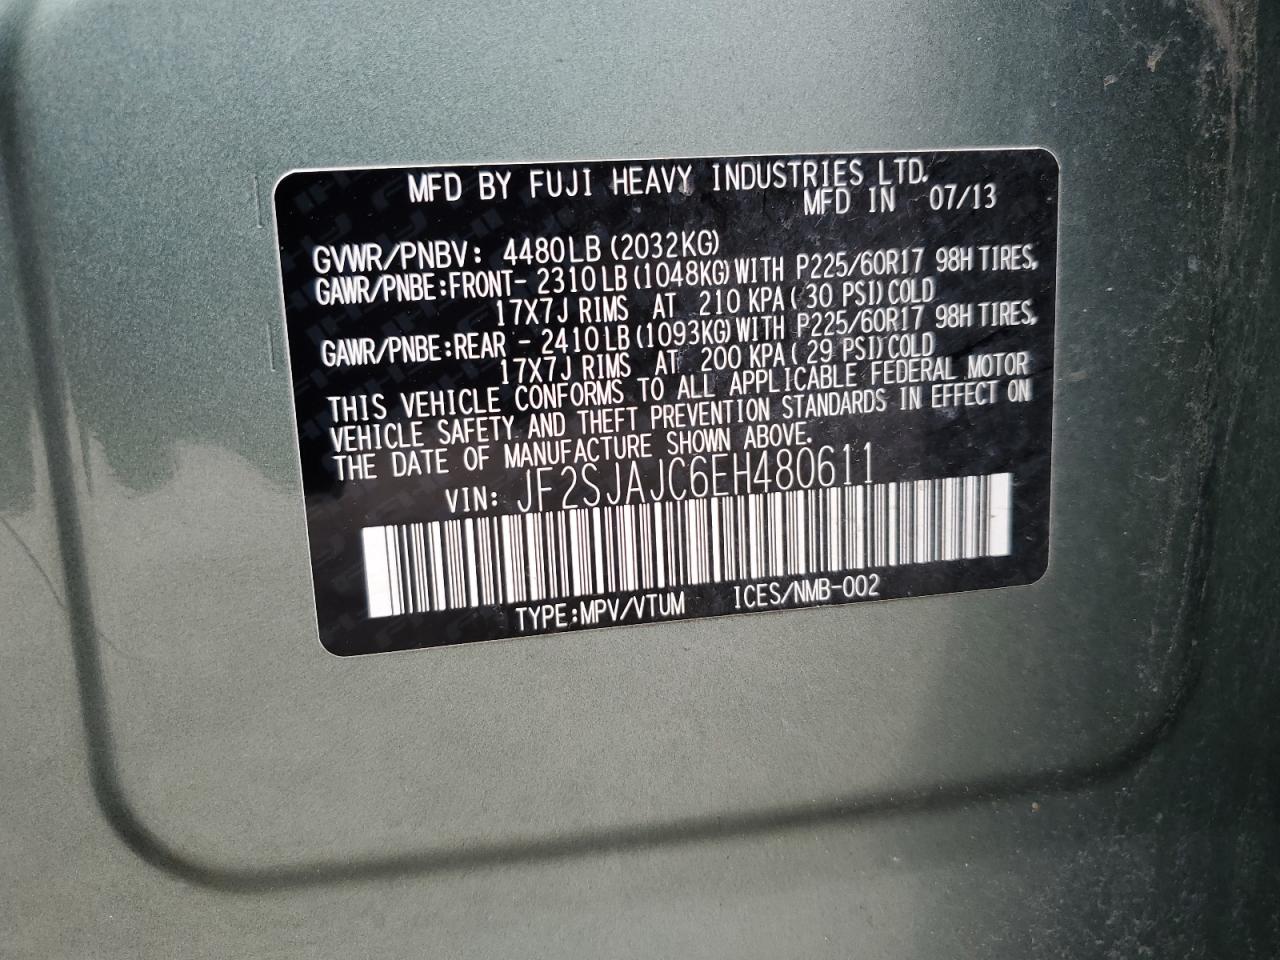 MFD BY FUJI HEAVY INDUSTRIES LTD.
MFD IN 07/13
GVWR/PNBV: 4480LB (2032KG)
GAWR/PNBE:FRONT- 2310LB (1048KG) WITH P225/60R17 98H TIRES,
17X7J RIMS AT 210 KPA( 30 PSI) COLD
GAWR/PNBE:REAR - 2410LB (1093KG) WITH P225/60R17 98H TIRES,
17X7J RIMS AT 200 KPA( 29 PSI) COLD
THIS VEHICLE CONFORMS TO ALL APPLICABLE FEDERAL MOTOR
VEHICLE SAFETY AND THEFT PREVENTION STANDARDS IN EFFECT ON
THE DATE OF MANUFACTURE SHOWN ABOVE.
VIN: JF2SJAJC6EH480611
TYPE:MPV/VTUM ICES/NMB-002